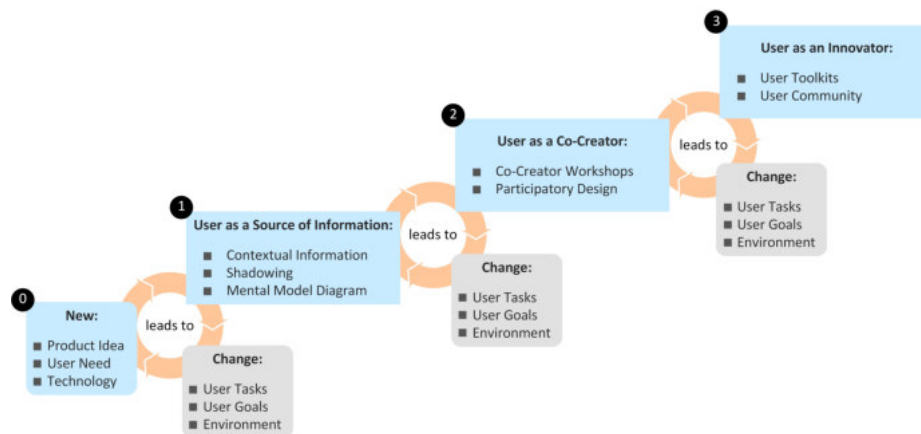 0
New:
Product Idea
User Need
Technology
leads to
Change:
User Tasks
User Goals
Environment
1
User as a Source of Information:
Contextual Information
Shadowing
Mental Model Diagram
leads to
Change:
User Tasks
User Goals
Environment
2
User as a Co-Creator:
Co-Creator Workshops
Participatory Design
leads to
Change:
User Tasks
User Goals
Environment
3
User as an Innovator:
User Toolkits
User Community